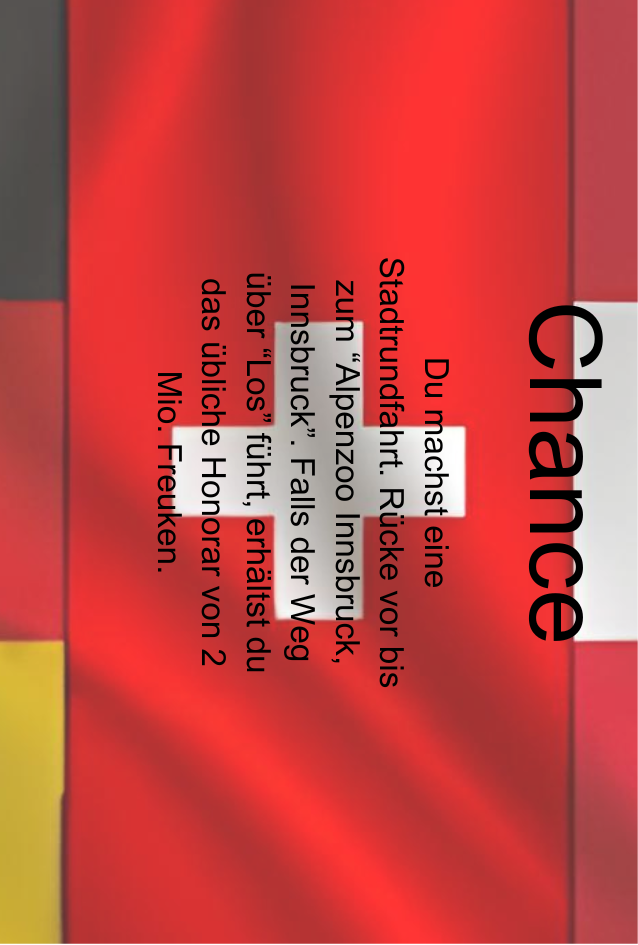 Chance
Du machst eine
Stadtrundfahrt. Rücke vor bis
zum “Alpenzoo Innsbruck,
Innsbruck”. Falls der Weg
über “Los” führt, erhältst du
das übliche Honorar von 2
Mio. Freuken.